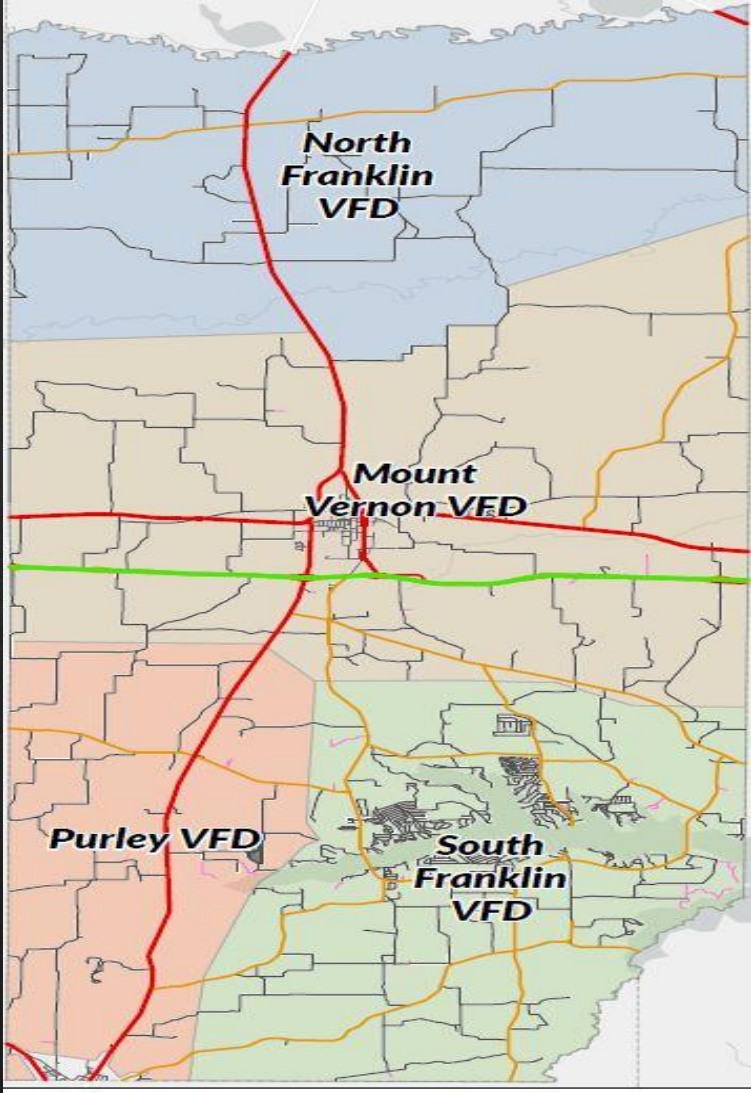 North
Franklin
VFD
Mount
Vernon VFD
Purley VFD
South
Franklin
VFD